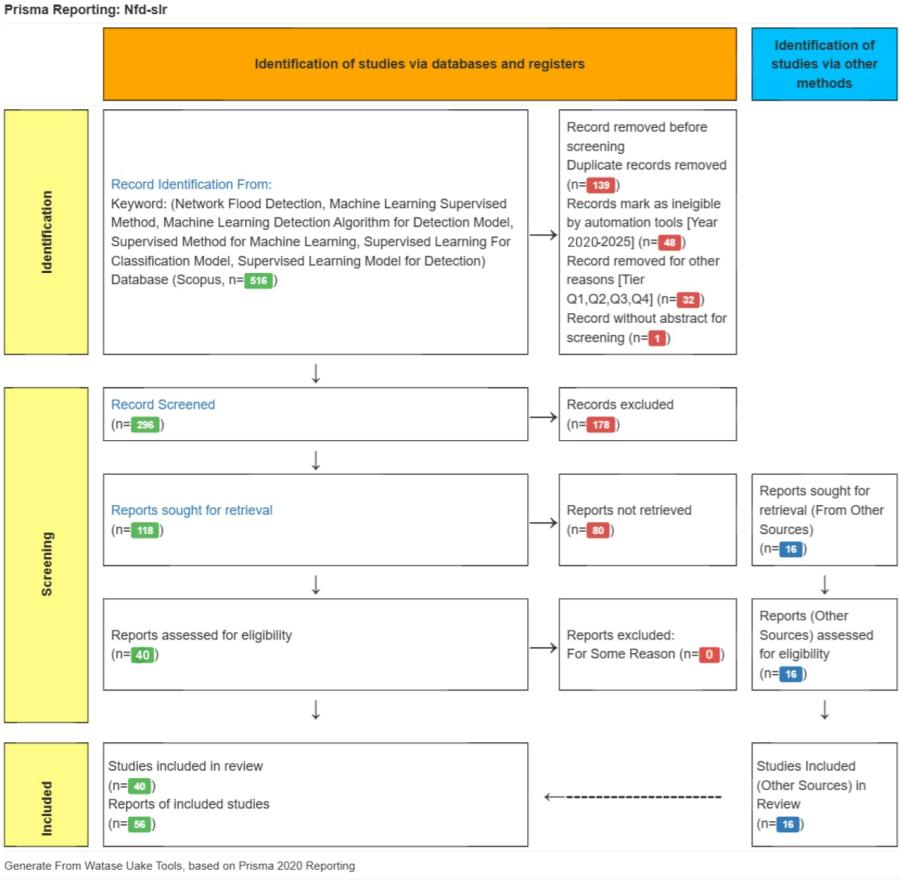 Prisma Reporting: Nfd-slr
Identification of studies via databases and registers
Identification of
studies via other
methods
Identification
Record Identification From:
Keyword: (Network Flood Detection, Machine Learning Supervised
Method, Machine Learning Detection Algorithm for Detection Model,
Supervised Method for Machine Learning, Supervised Learning For
Classification Model, Supervised Learning Model for Detection)
Database (Scopus, n= 516 )
Record removed before
screening
Duplicate records removed
(n= 139 )
Records mark as ineigible
by automation tools [Year
2020-2025] (n= 48 )
Record removed for other
reasons [Tier
Q1,Q2,Q3,Q4] (n= 32 )
Record without abstract for
screening (n= 1 )
Screening
Record Screened
(n= 296 )
Records excluded
(n= 178 )
Reports sought for retrieval
(n= 118 )
Reports not retrieved
(n= 80 )
Reports sought for
retrieval (From Other
Sources)
(n= 16 )
Reports assessed for eligibility
(n= 40 )
Reports excluded:
For Some Reason (n= 0 )
Reports (Other
Sources) assessed
for eligibility
(n= 16 )
Included
Studies included in review
(n= 40 )
Reports of included studies
(n= 56 )
Studies Included
(Other Sources) in
Review
(n= 16 )
Generate From Watase Uake Tools, based on Prisma 2020 Reporting